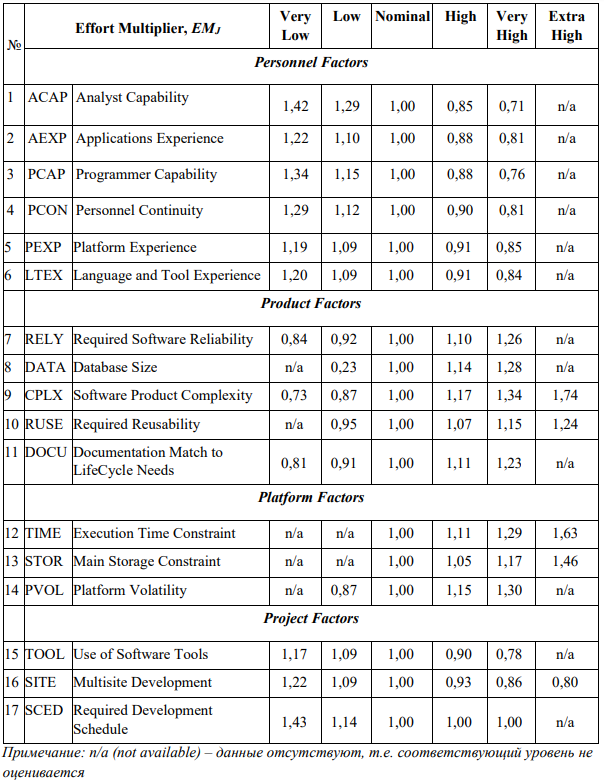 № Effort Multiplier, EMJ Very Low Low Nominal High Very High Extra High
Personnel Factors
1 ACAP Analyst Capability 1,42 1,29 1,00 0,85 0,71 n/a
2 AEXP Applications Experience 1,22 1,10 1,00 0,88 0,81 n/a
3 PCAP Programmer Capability 1,34 1,15 1,00 0,88 0,76 n/a
4 PCON Personnel Continuity 1,29 1,12 1,00 0,90 0,81 n/a
5 PEXP Platform Experience 1,19 1,09 1,00 0,91 0,85 n/a
6 LTEX Language and Tool Experience 1,20 1,09 1,00 0,91 0,84 n/a
Product Factors
7 RELY Required Software Reliability 0,84 0,92 1,00 1,10 1,26 n/a
8 DATA Database Size n/a 0,23 1,00 1,14 1,28 n/a
9 CPLX Software Product Complexity 0,73 0,87 1,00 1,17 1,34 1,74
10 RUSE Required Reusability n/a 0,95 1,00 1,07 1,15 1,24
11 DOCU Documentation Match to LifeCycle Needs 0,81 0,91 1,00 1,11 1,23 n/a
Platform Factors
12 TIME Execution Time Constraint n/a n/a 1,00 1,11 1,29 1,63
13 STOR Main Storage Constraint n/a n/a 1,00 1,05 1,17 1,46
14 PVOL Platform Volatility n/a 0,87 1,00 1,15 1,30 n/a
Project Factors
15 TOOL Use of Software Tools 1,17 1,09 1,00 0,90 0,78 n/a
16 SITE Multisite Development 1,22 1,09 1,00 0,93 0,86 0,80
17 SCED Required Development Schedule 1,43 1,14 1,00 1,00 1,00 n/a
Примечание: n/a (not available) – данные отсутствуют, т.е. соответствующий уровень не
оценивается